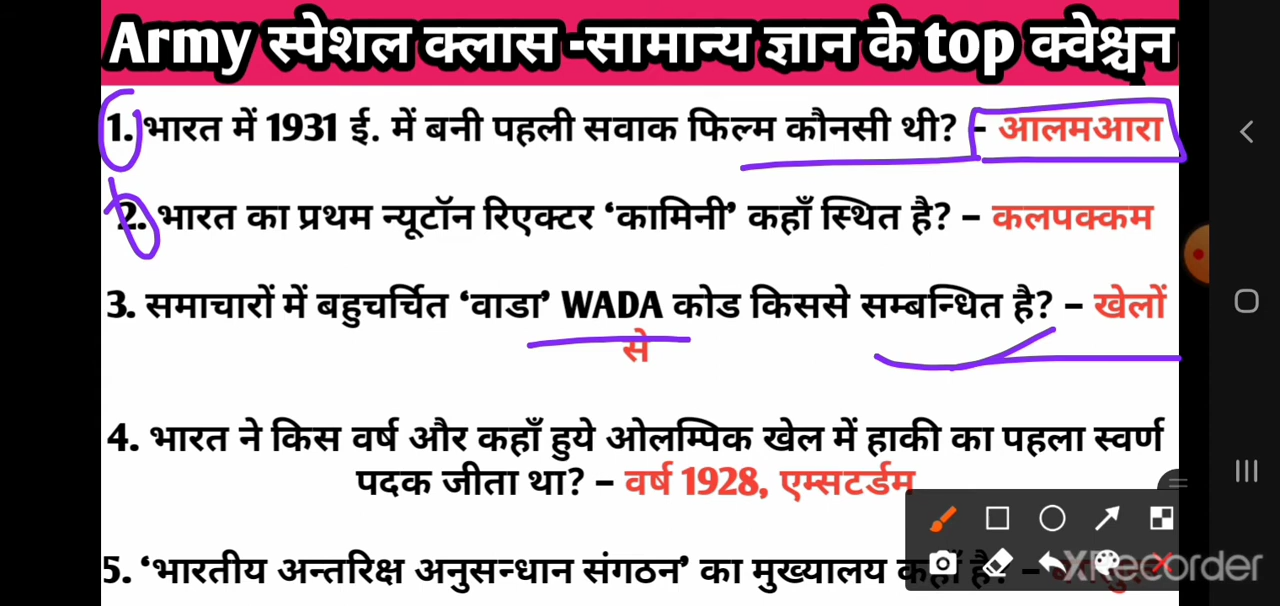 Army स्पेशल क्लास -सामान्य ज्ञान के top क्वेश्चन
1. भारत में 1931 ई. में बनी पहली सवाक फिल्म कौनसी थी? - आलमआरा
2. भारत का प्रथम न्यूटॉन रिएक्टर ‘कामिनी’ कहाँ स्थित है? – कलपक्कम
3. समाचारों में बहुचर्चित ‘वाडा’ WADA कोड किससे सम्बन्धित है? – खेलों
से
4. भारत ने किस वर्ष और कहाँ हुये ओलम्पिक खेल में हाकी का पहला स्वर्ण
पदक जीता था? – वर्ष 1928, एम्सटर्डम
5. ‘भारतीय अन्तरिक्ष अनुसन्धान संगठन’ का मुख्यालय कहाँ है? –
XRecorder